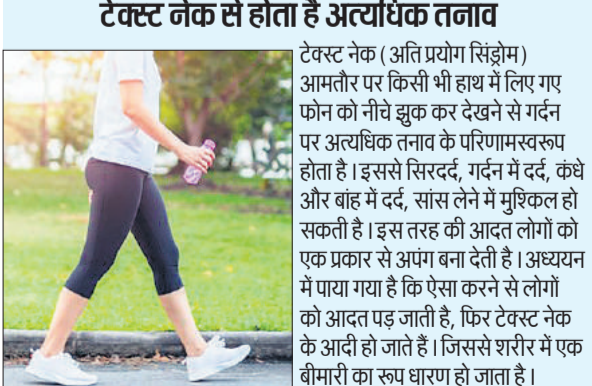 टेक्स्ट नेक से होता है अत्यधिक तनाव
टेक्स्ट नेक ( अति प्रयोग सिंड्रोम )
आमतौर पर किसी भी हाथ में लिए गए
फोन को नीचे झुक कर देखने से गर्दन
पर अत्यधिक तनाव के परिणामस्वरूप
होता है । इससे सिरदर्द, गर्दन में दर्द, कंधे
और बांह में दर्द, सांस लेने में मुश्किल हो
सकती है । इस तरह की आदत लोगों को
एक प्रकार से अपंग बना देती है । अध्ययन
में पाया गया है कि ऐसा करने से लोगों
को आदत पड़ जाती है, फिर टेक्स्ट नेक
के आदी हो जाते हैं । जिससे शरीर में एक
बीमारी का रूप धारण हो जाता है ।